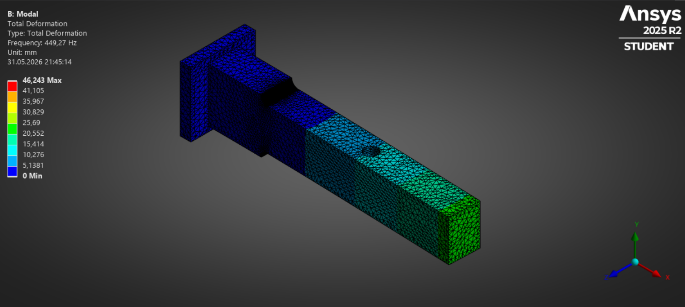 B: Modal
Total Deformation
Type: Total Deformation
Frequency: 449,27 Hz
Unit: mm
31.05.2026 21:45:14
46,243 Max
41,105
35,967
30,829
25,69
20,552
15,414
10,276
5,1381
0 Min
Ansys
2025 R2
STUDENT
Y
X